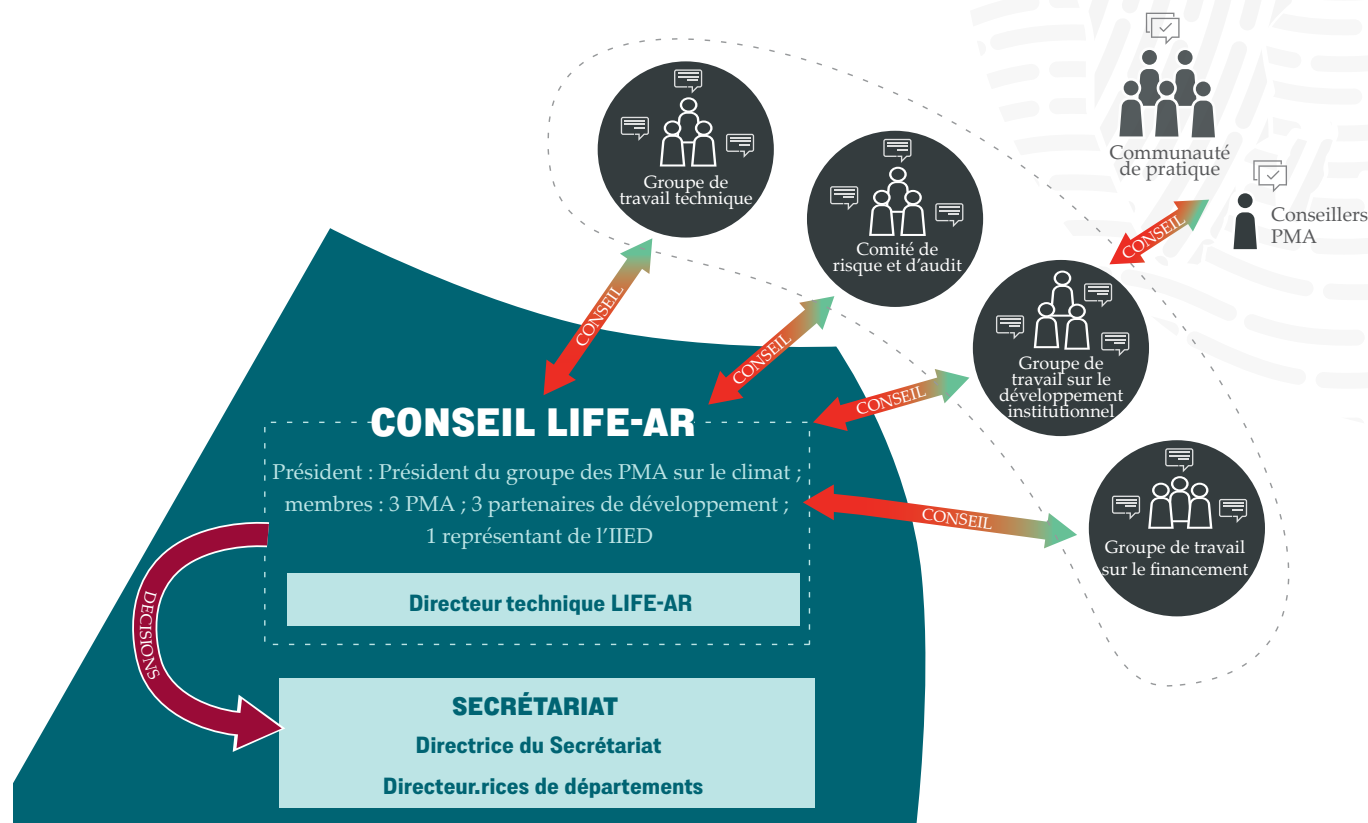 Groupe de
travail technique
Comité de
risque et d'audit
Groupe de
travail sur le
développement
institutionnel
Groupe de travail
sur le financement
Communauté
de pratique
Conseillers
PMA
CONSEIL
CONSEIL
CONSEIL
CONSEIL
CONSEIL
CONSEIL LIFE-AR
Président : Président du groupe des PMA sur le climat ;
membres : 3 PMA ; 3 partenaires de développement ;
1 représentant de l'IIED
Directeur technique LIFE-AR
DECISIONS
SECRÉTARIAT
Directrice du Secrétariat
Directeur.rices de départements